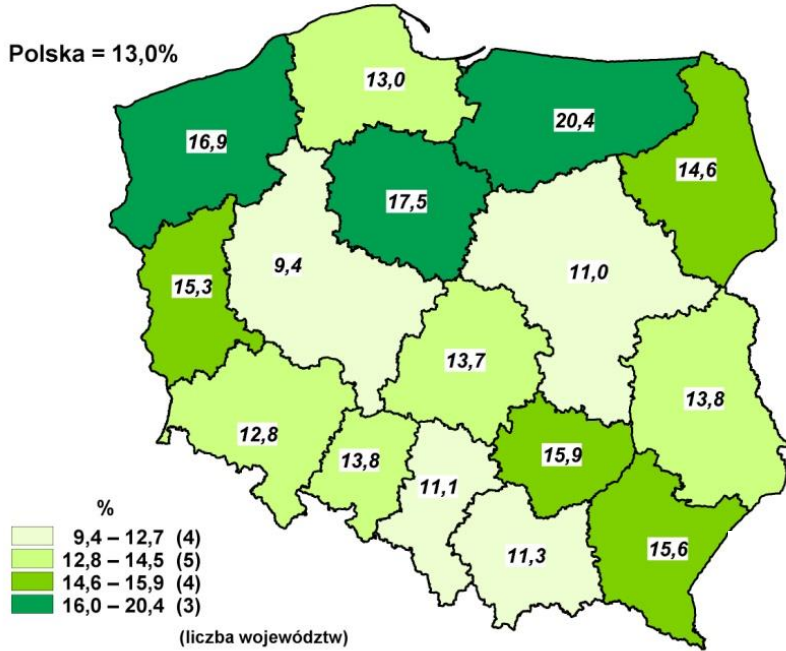 Polska = 13,0%
13,0
16,9
20,4
14,6
17,5
9,4
11,0
15,3
13,7
13,8
12,8
13,8
15,9
11,1
11,3
15,6
%
9,4 – 12,7 (4)
12,8 – 14,5 (5)
14,6 – 15,9 (4)
16,0 – 20,4 (3)
(liczba województw)